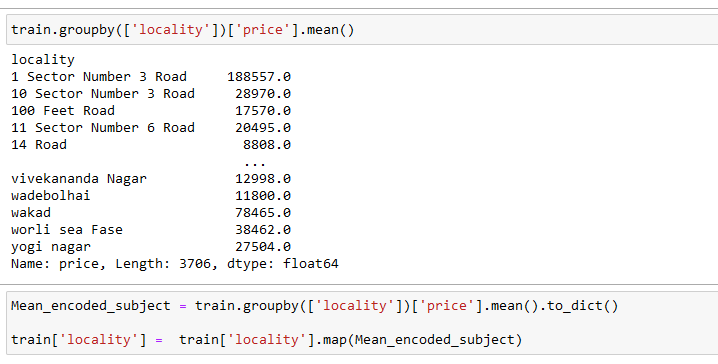 train.groupby(['locality'])['price'].mean()
locality
1 Sector Number 3 Road     188557.0
10 Sector Number 3 Road     28970.0
100 Feet Road               17570.0
11 Sector Number 6 Road     20495.0
14 Road                      8808.0
...
vivekananda Nagar           12998.0
wadebolhai                  11800.0
wakad                       78465.0
worli sea Fase              38462.0
yogi nagar                  27504.0
Name: price, Length: 3706, dtype: float64
Mean_encoded_subject = train.groupby(['locality'])['price'].mean().to_dict()
train['locality'] =  train['locality'].map(Mean_encoded_subject)